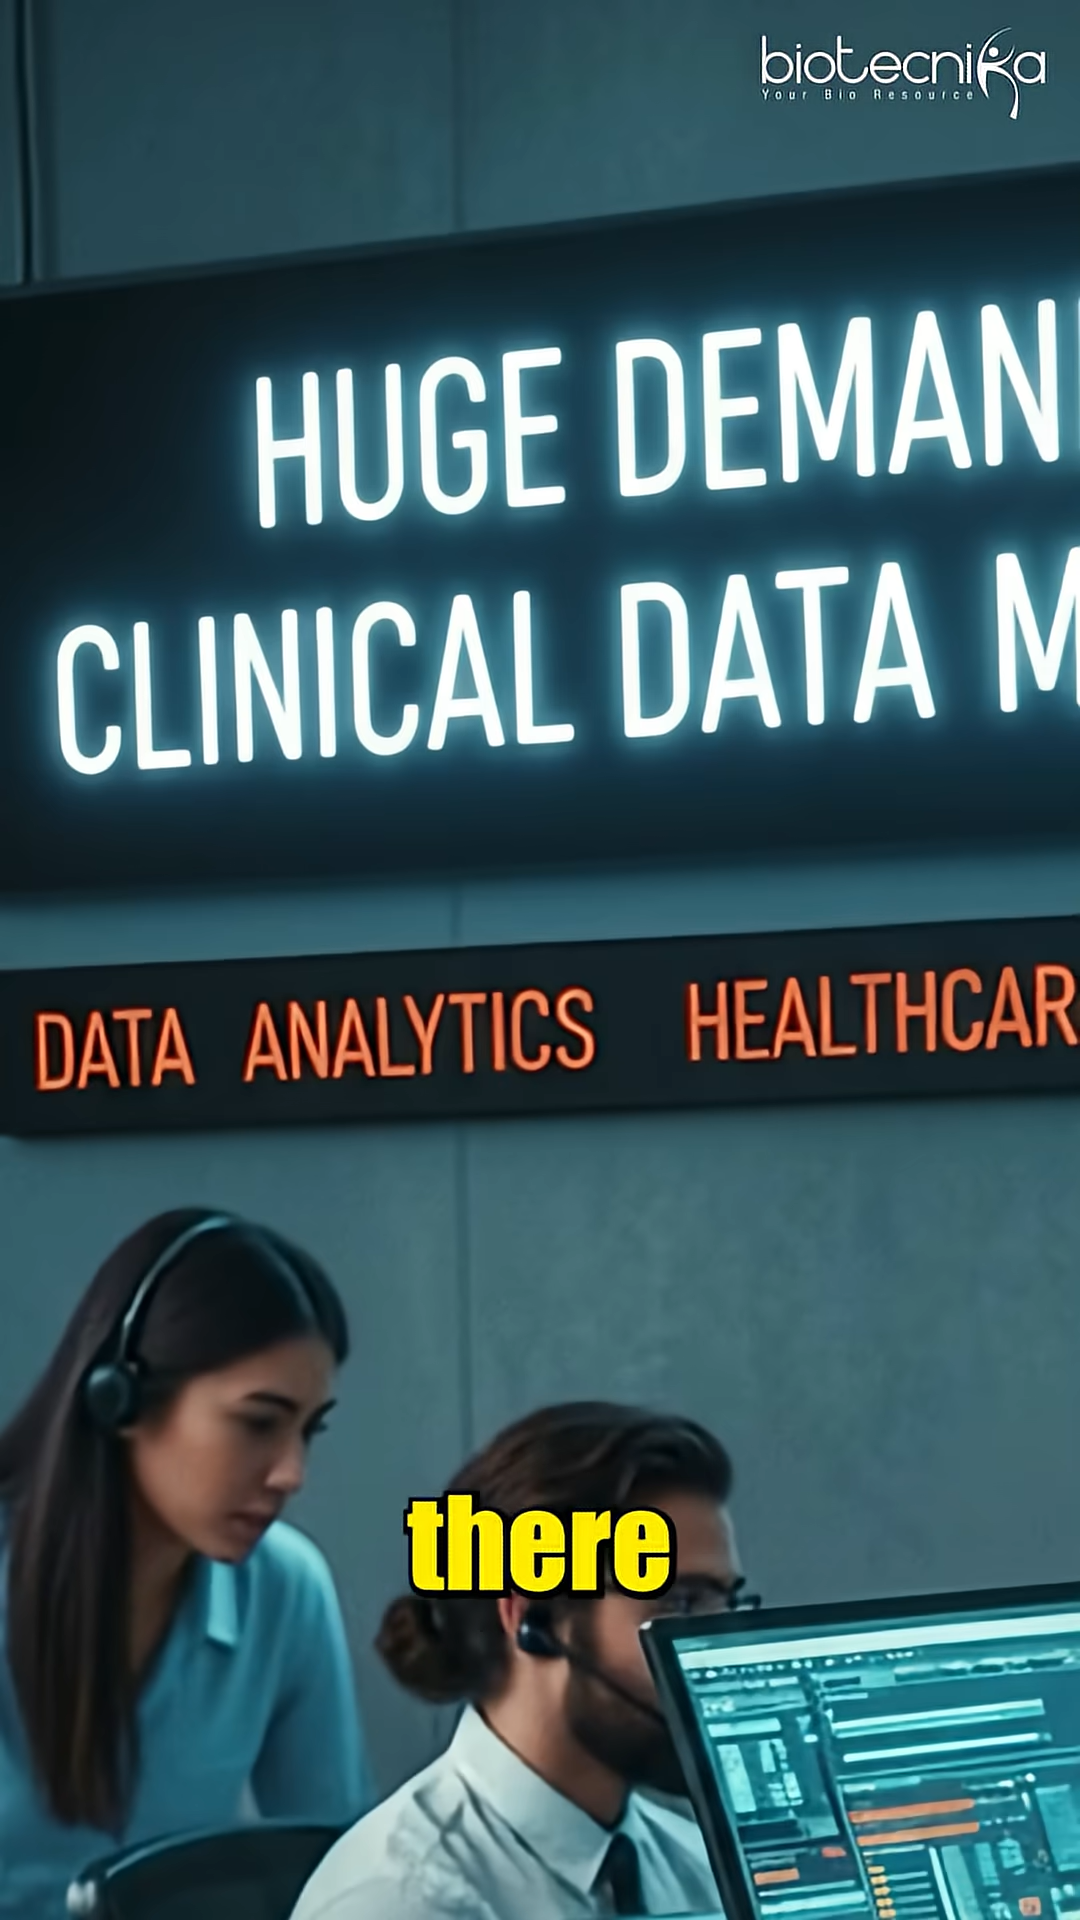 biotecnika
Your Bio Resource
HUGE DEMAN
CLINICAL DATA M
DATA ANALYTICS HEALTHCAR
there